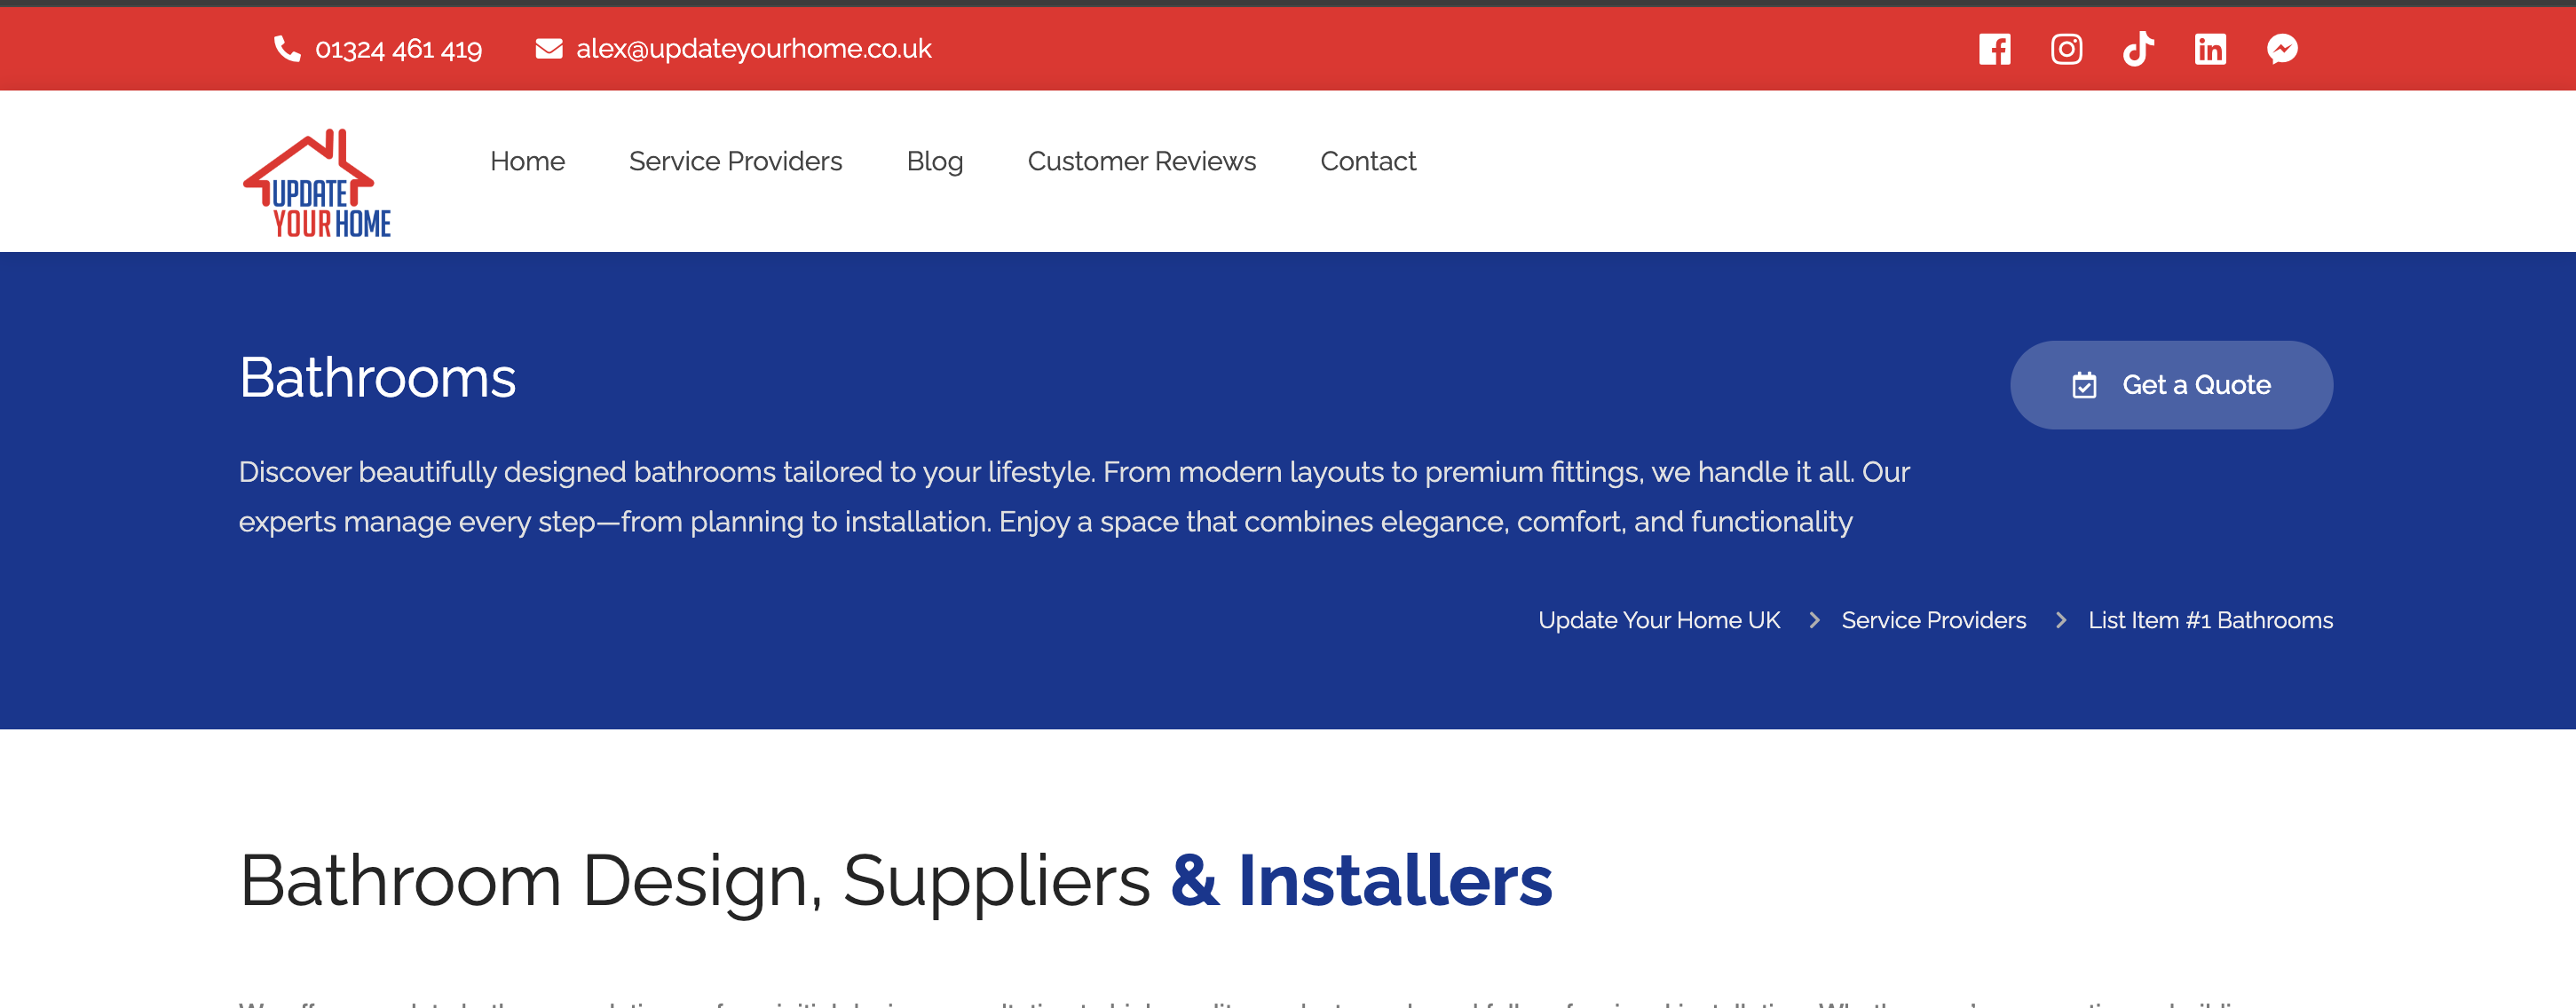 01324 461 419 alex@updateyourhome.co.uk
UPDATE
YOUR HOME
Home Service Providers Blog Customer Reviews Contact
Bathrooms
Get a Quote
Discover beautifully designed bathrooms tailored to your lifestyle. From modern layouts to premium fittings, we handle it all. Our
experts manage every step—from planning to installation. Enjoy a space that combines elegance, comfort, and functionality
Update Your Home UK > Service Providers > List Item #1 Bathrooms
Bathroom Design, Suppliers & Installers